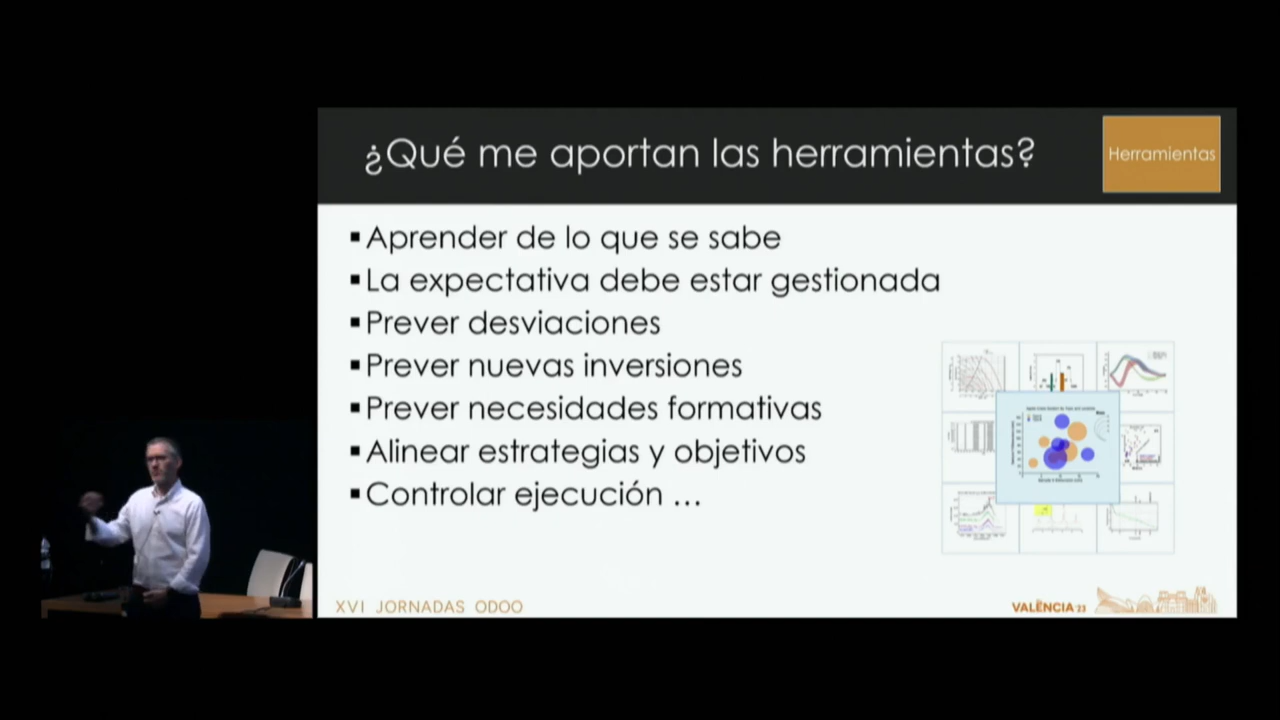 ¿Qué me aportan las herramientas?
Herramientas
▪Aprender de lo que se sabe
▪La expectativa debe estar gestionada
▪Prever desviaciones
▪Prever nuevas inversiones
▪Prever necesidades formativas
▪Alinear estrategias y objetivos
▪Controlar ejecución ...
XVI JORNADAS ODOO
VALÈNCIA 23